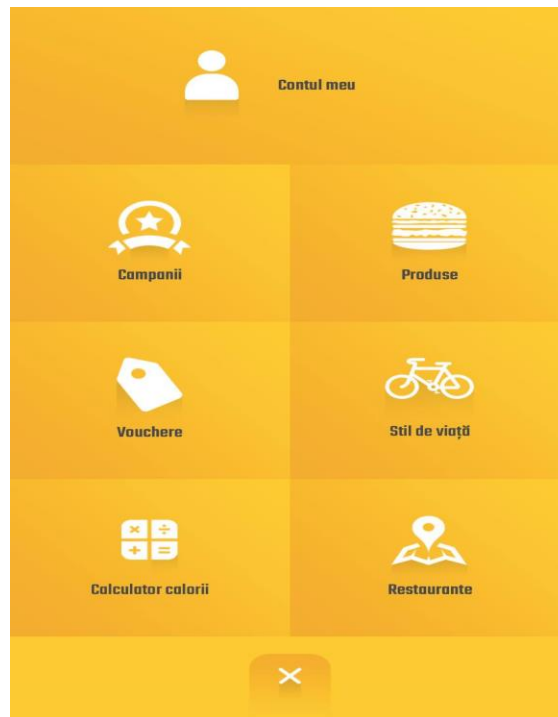 Contul meu
Campanii
Produse
Vouchere
Stil de viață
Calculator calorii
Restaurante